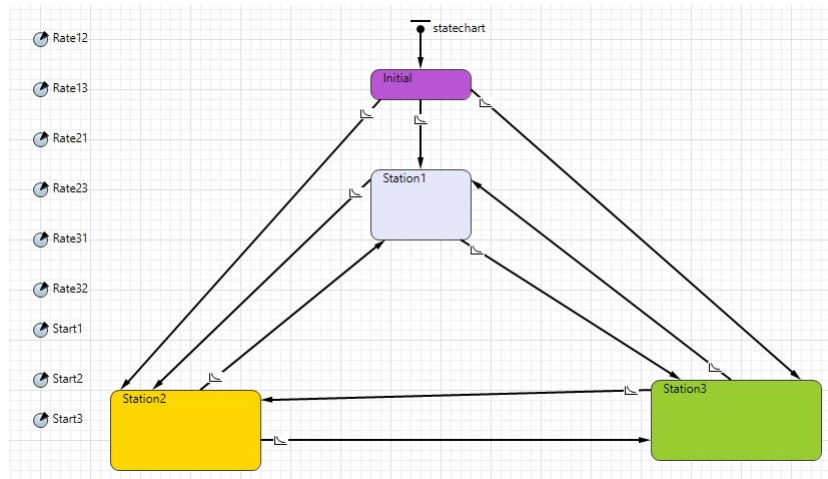 statechart
Rate12
Initial
Rate13
Rate21
Station1
Rate23
Rate31
Rate32
Start1
Start2
Station3
Station2
Start3